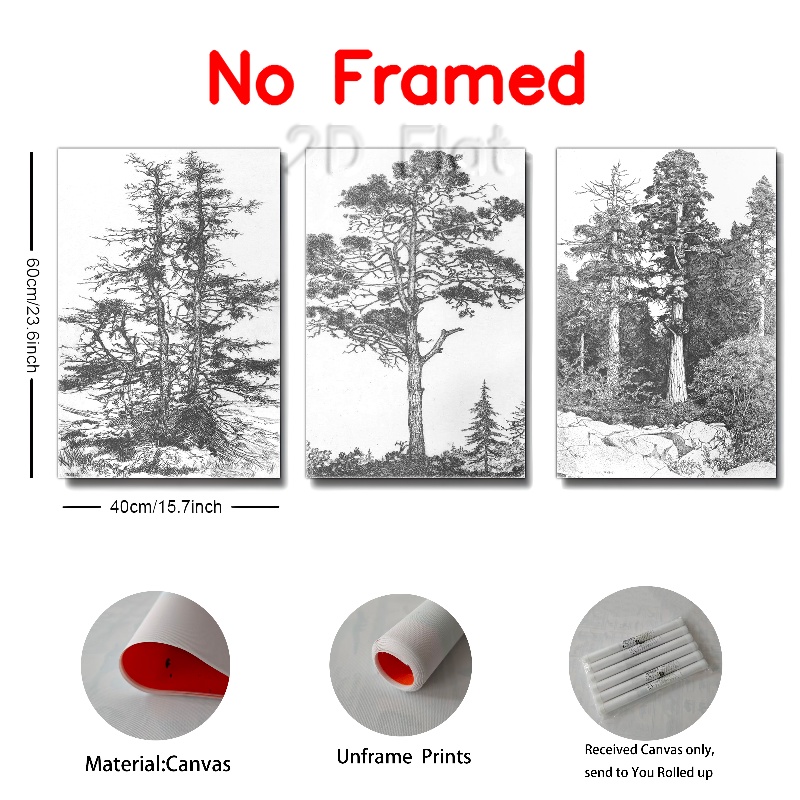 No Framed
2D Flat
60cm/23.6inch
40cm/15.7inch
Material:Canvas
Unframe Prints
Received Canvas only,
send to You Rolled up